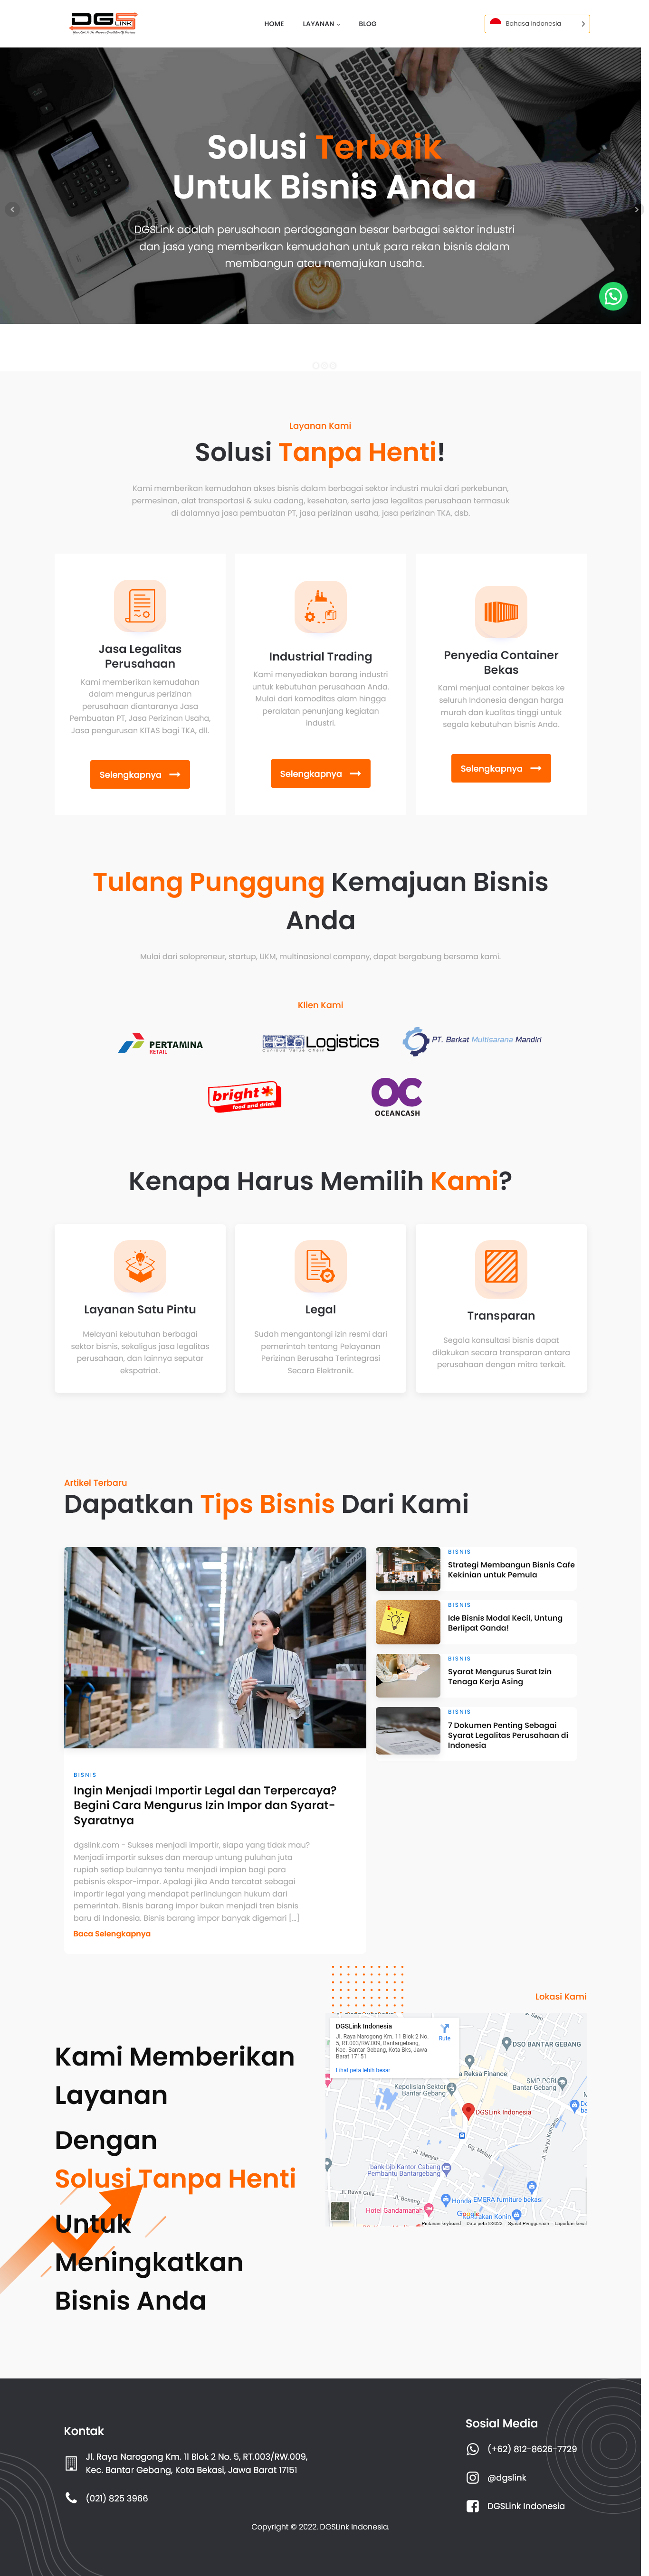 DGS
LINK
HOME
LAYANAN
BLOG
Bahasa Indonesia
Solusi Terbaik
Untuk Bisnis Anda
DGSLink adalah perusahaan perdagangan besar berbagai sektor industri
dan jasa yang memberikan kemudahan untuk para rekan bisnis dalam
membangun atau memajukan usaha.
Layanan Kami
Solusi Tanpa Henti!
Kami memberikan kemudahan akses bisnis dalam berbagai sektor industri mulai dari perkebunan,
permesinan, alat transportasi & suku cadang, kesehatan, serta jasa legalitas perusahaan termasuk
di dalamnya jasa pembuatan PT, jasa perizinan usaha, jasa perizinan TKA, dsb.
Jasa Legalitas
Perusahaan
Kami memberikan kemudahan
dalam mengurus perizinan
perusahaan diantaranya Jasa
Pembuatan PT, Jasa Perizinan Usaha,
Jasa pengurusan KITAS bagi TKA, dll.
Selengkapnya
Industrial Trading
Kami menyediakan barang industri
untuk kebutuhan perusahaan Anda.
Mulai dari komoditas alam hingga
peralatan penunjang kegiatan
industri.
Selengkapnya
Penyedia Container
Bekas
Kami menjual container bekas ke
seluruh Indonesia dengan harga
murah dan kualitas tinggi untuk
segala kebutuhan bisnis Anda.
Selengkapnya
Tulang Punggung Kemajuan Bisnis
Anda
Mulai dari solopreneur, startup, UKM, multinasional company, dapat bergabung bersama kami.
Klien Kami
PERTAMINA
RETAIL
Logistics
PT. Berkat Multisarana Mandiri
bright
food and drink
OC
OCEANCASH
Kenapa Harus Memilih Kami?
Layanan Satu Pintu
Melayani kebutuhan berbagai
sektor bisnis, sekaligus jasa legalitas
perusahaan, dan lainnya seputar
ekspatriat.
Legal
Sudah mengantongi izin resmi dari
pemerintah tentang Pelayanan
Perizinan Berusaha Terintegrasi
Secara Elektronik.
Transparan
Segala konsultasi bisnis dapat
dilakukan secara transparan antara
perusahaan dengan mitra terkait.
Artikel Terbaru
Dapatkan Tips Bisnis Dari Kami
BISNIS
Ingin Menjadi Importir Legal dan Terpercaya?
Begini Cara Mengurus Izin Impor dan Syarat-
Syaratnya
dgslink.com - Sukses menjadi importir, siapa yang tidak mau?
Menjadi importir sukses dan meraup untung puluhan juta
rupiah setiap bulannya tentu menjadi impian bagi para
pebisnis ekspor-impor. Apalagi jika Anda tercatat sebagai
importir legal yang mendapat perlindungan hukum dari
pemerintah. Bisnis barang impor bukan menjadi tren bisnis
baru di Indonesia. Bisnis barang impor banyak digemari [...]
Baca Selengkapnya
BISNIS
Strategi Membangun Bisnis Cafe
Kekinian untuk Pemula
BISNIS
Ide Bisnis Modal Kecil, Untung
Berlipat Ganda!
BISNIS
Syarat Mengurus Surat Izin
Tenaga Kerja Asing
BISNIS
7 Dokumen Penting Sebagai
Syarat Legalitas Perusahaan di
Indonesia
Kami Memberikan
Layanan
Dengan
Solusi Tanpa Henti
Untuk
Meningkatkan
Bisnis Anda
Lokasi Kami
DGSLink Indonesia
Jl. Raya Narogong Km. 11 Blok 2 No.
5, RT.003/RW.009, Bantargebang,
Kec. Bantar Gebang, Kota Bks, Jawa
Barat 17151
Rute
Lihat peta lebih besar
Jl. Seen
DSO BANTAR GEBANG
a Reksa Finance
SMP PGRI
Bantar Gebang
Kepolisian Sektor
Bantar Gebang
DGSLink Indonesia
Jl. Surya Kencana
Jl. Manyar
Gg. Melati
bank bjb Kantor Cabang
Pembantu Bantargebang
Jl. Rawa Gula
Jl. Bonang
Hotel Gandamanah
Honda
EMERA furniture bekasi
Google
Pintasan keyboard
Data peta ©2022
Syarat Penggunaan
Laporkan kesal
Kontak
Jl. Raya Narogong Km. 11 Blok 2 No. 5, RT.003/RW.009,
Kec. Bantar Gebang, Kota Bekasi, Jawa Barat 17151
(021) 825 3966
Sosial Media
(+62) 812-8626-7729
@dgslink
DGSLink Indonesia
Copyright © 2022. DGSLink Indonesia.